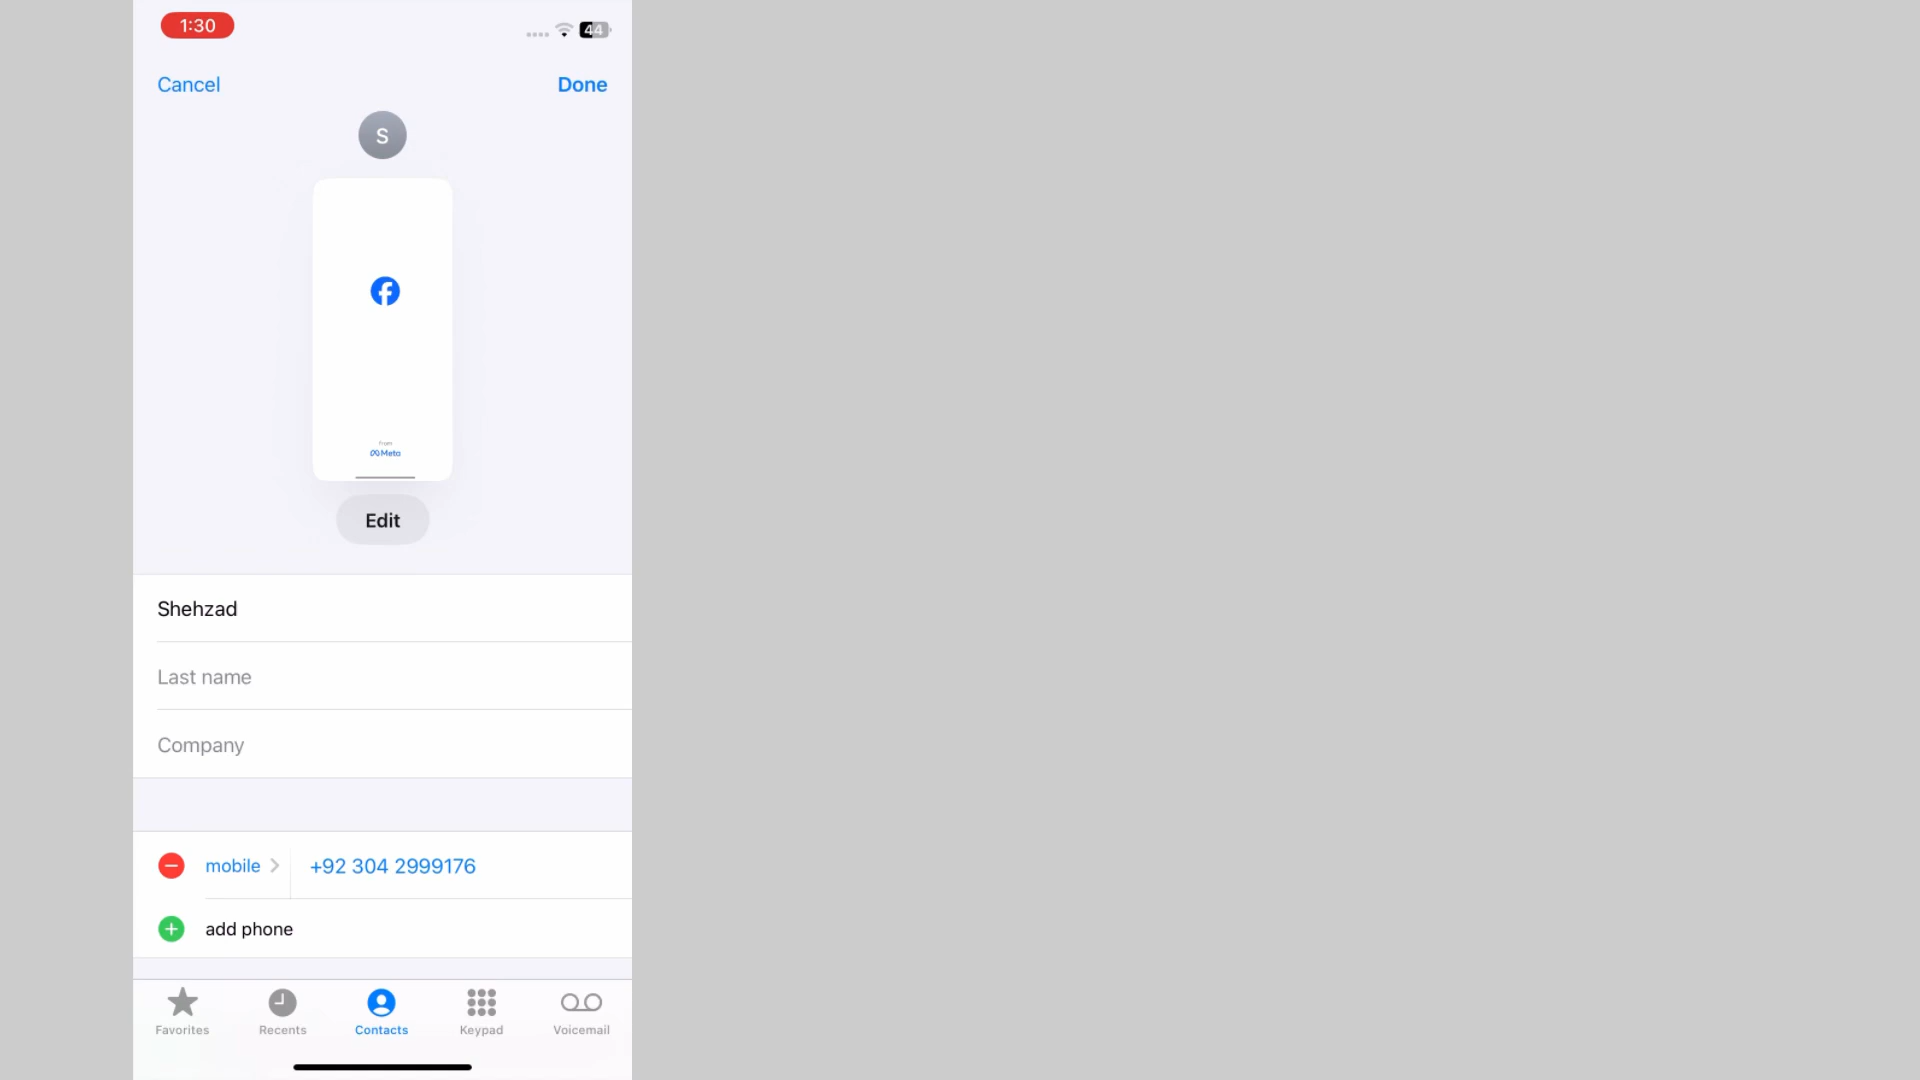 1:30
44
Cancel
Done
S
from
Meta
Edit
Shehzad
Last name
Company
mobile
+92 304 2999176
add phone
Favorites
Recents
Contacts
Keypad
Voicemail